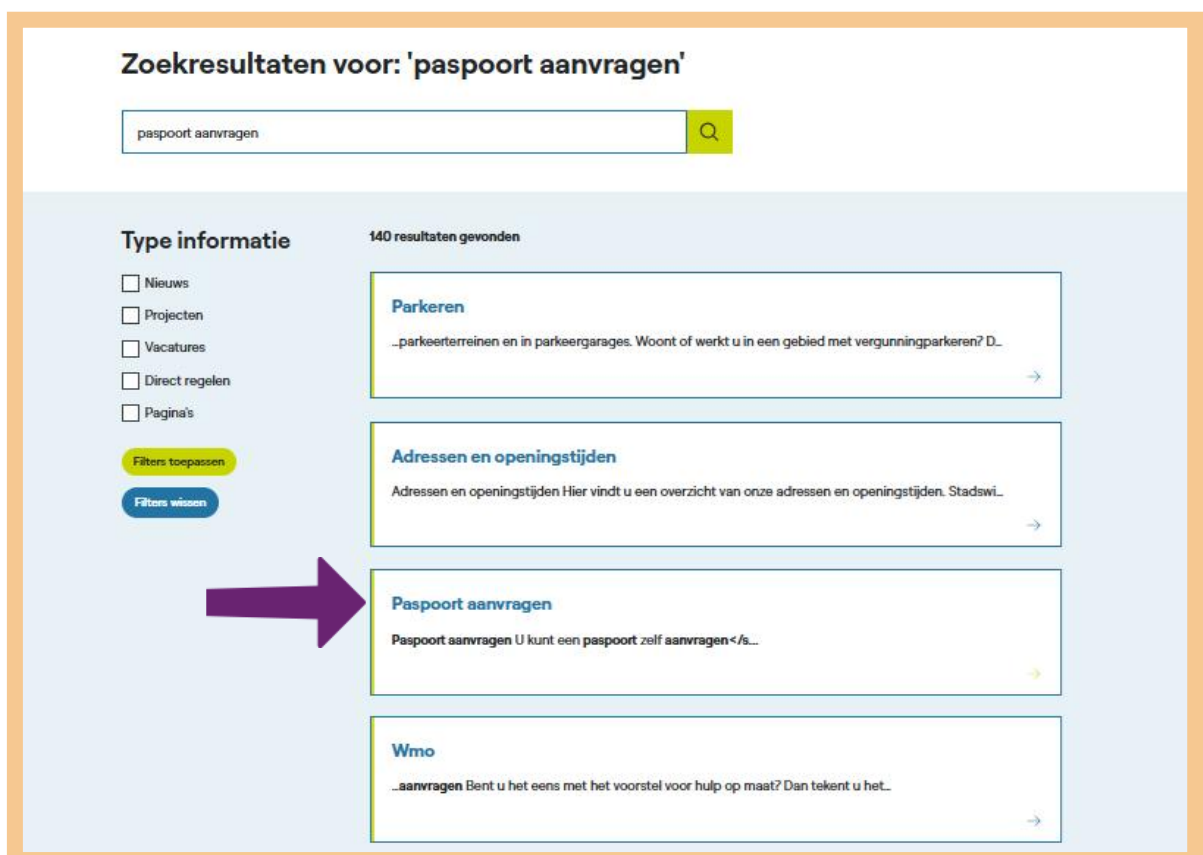 Zoekresultaten voor: 'paspoort aanvragen'
paspoort aanvragen
Type informatie
Nieuws
Projecten
Vacatures
Direct regelen
Pagina's
Filters toepassen
Filters wissen
140 resultaten gevonden
Parkeren
...parkeerterreinen en in parkeergarages. Woont of werkt u in een gebied met vergunningparkeren? D...
Adressen en openingstijden
Adressen en openingstijden Hier vindt u een overzicht van onze adressen en openingstijden. Stadswi...
Paspoort aanvragen
Paspoort aanvragen U kunt een paspoort zelf aanvragen</s...
Wmo
...aanvragen Bent u het eens met het voorstel voor hulp op maat? Dan tekent u het...